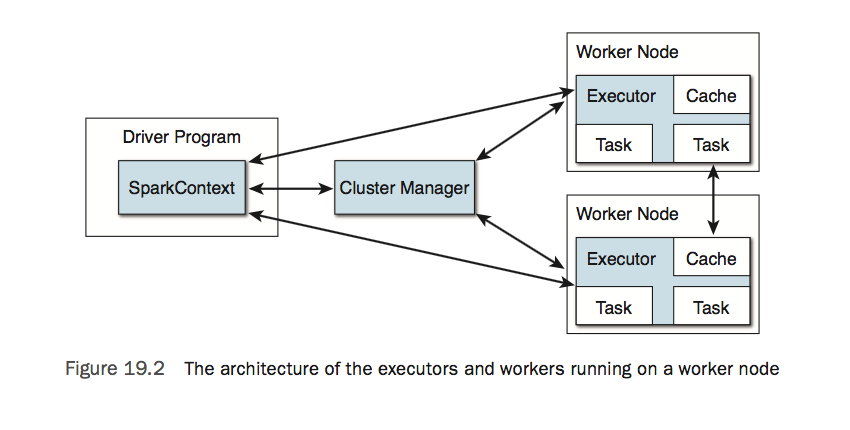 Driver Program
SparkContext
Cluster Manager
Worker Node
Executor
Cache
Task
Task
Worker Node
Executor
Cache
Task
Task
Figure 19.2 The architecture of the executors and workers running on a worker node